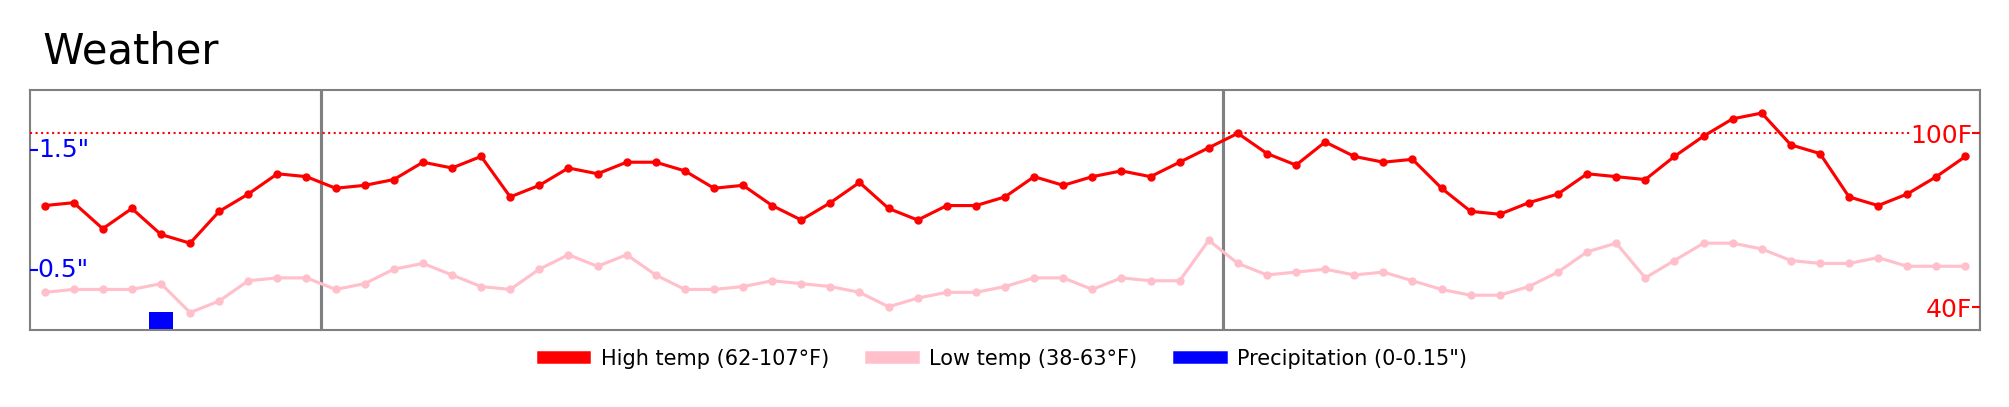 Weather
1.5"
100F
0.5"
40F
High temp (62-107°F) Low temp (38-63°F) Precipitation (0-0.15")